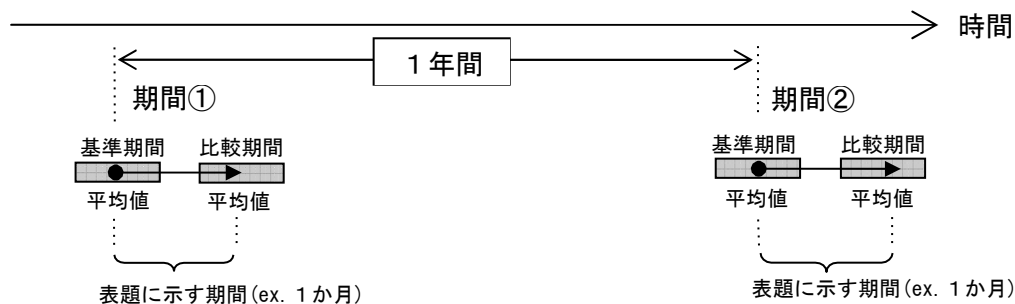 時間
１年間
期間①
期間②
基準期間 比較期間
基準期間 比較期間
平均値 平均値
平均値 平均値
表題に示す期間(ex. １か月)
表題に示す期間(ex. １か月)